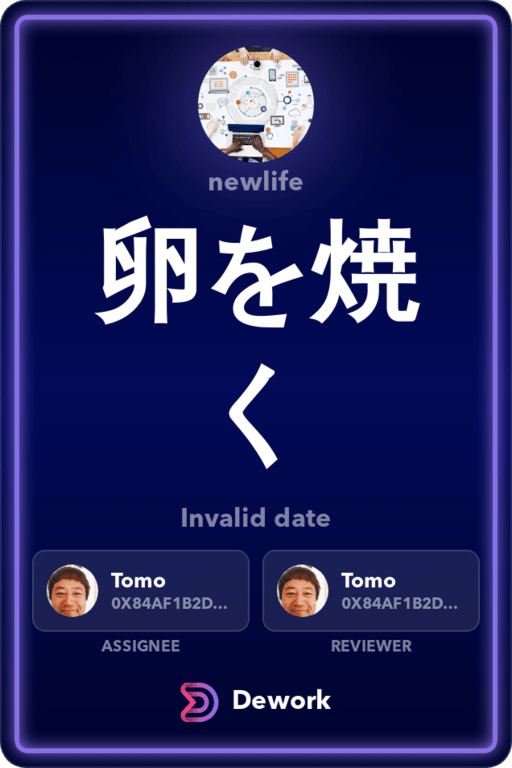 newlife
卵を焼
く
Invalid date
Tomo
0X84AF1B2D...
Tomo
0X84AF1B2D...
ASSIGNEE
REVIEWER
Dework